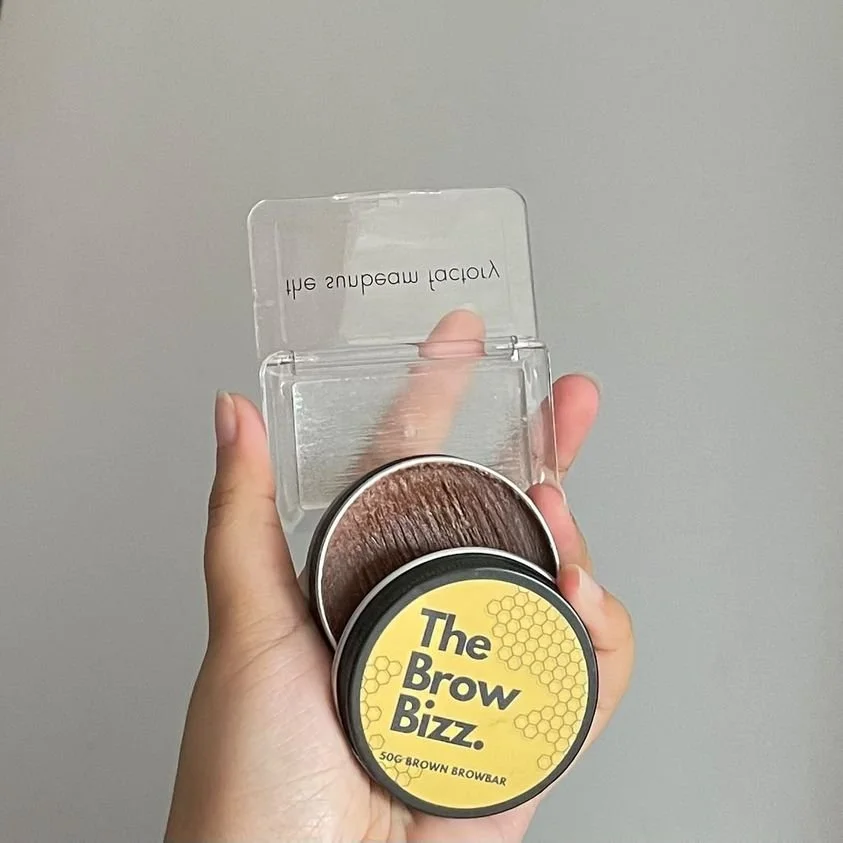 the sunbeam factory
The
Brow
Bizz.
50G BROWN BROWBAR